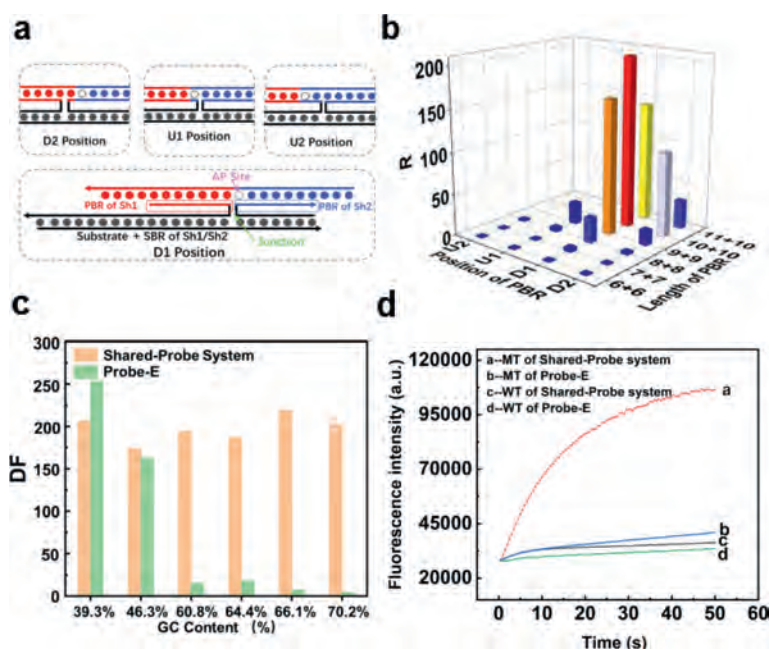 a
D2 Position
U1 Position
U2 Position
AP Site
PBR of Sh1
PBR of Sh2
Substrate + SBR of Sh1/Sh2
Junction
D1 Position
b
R
200
150
100
50
0
U2
U1
D1
D2
Position of PBR
6+6
7+7
8+8
9+9
10+10
11+10
Length of PBR
c
DF
300
250
200
150
100
50
0
Shared-Probe System
Probe-E
39.3% 46.3% 60.8% 64.4% 66.1% 70.2%
GC Content (%)
d
Fluorescence intensity (a.u.)
120000
95000
70000
45000
20000
a--MT of Shared-Probe system
b--MT of Probe-E
c--WT of Shared-Probe system
d--WT of Probe-E
a
b
c
d
0 10 20 30 40 50 60
Time (s)